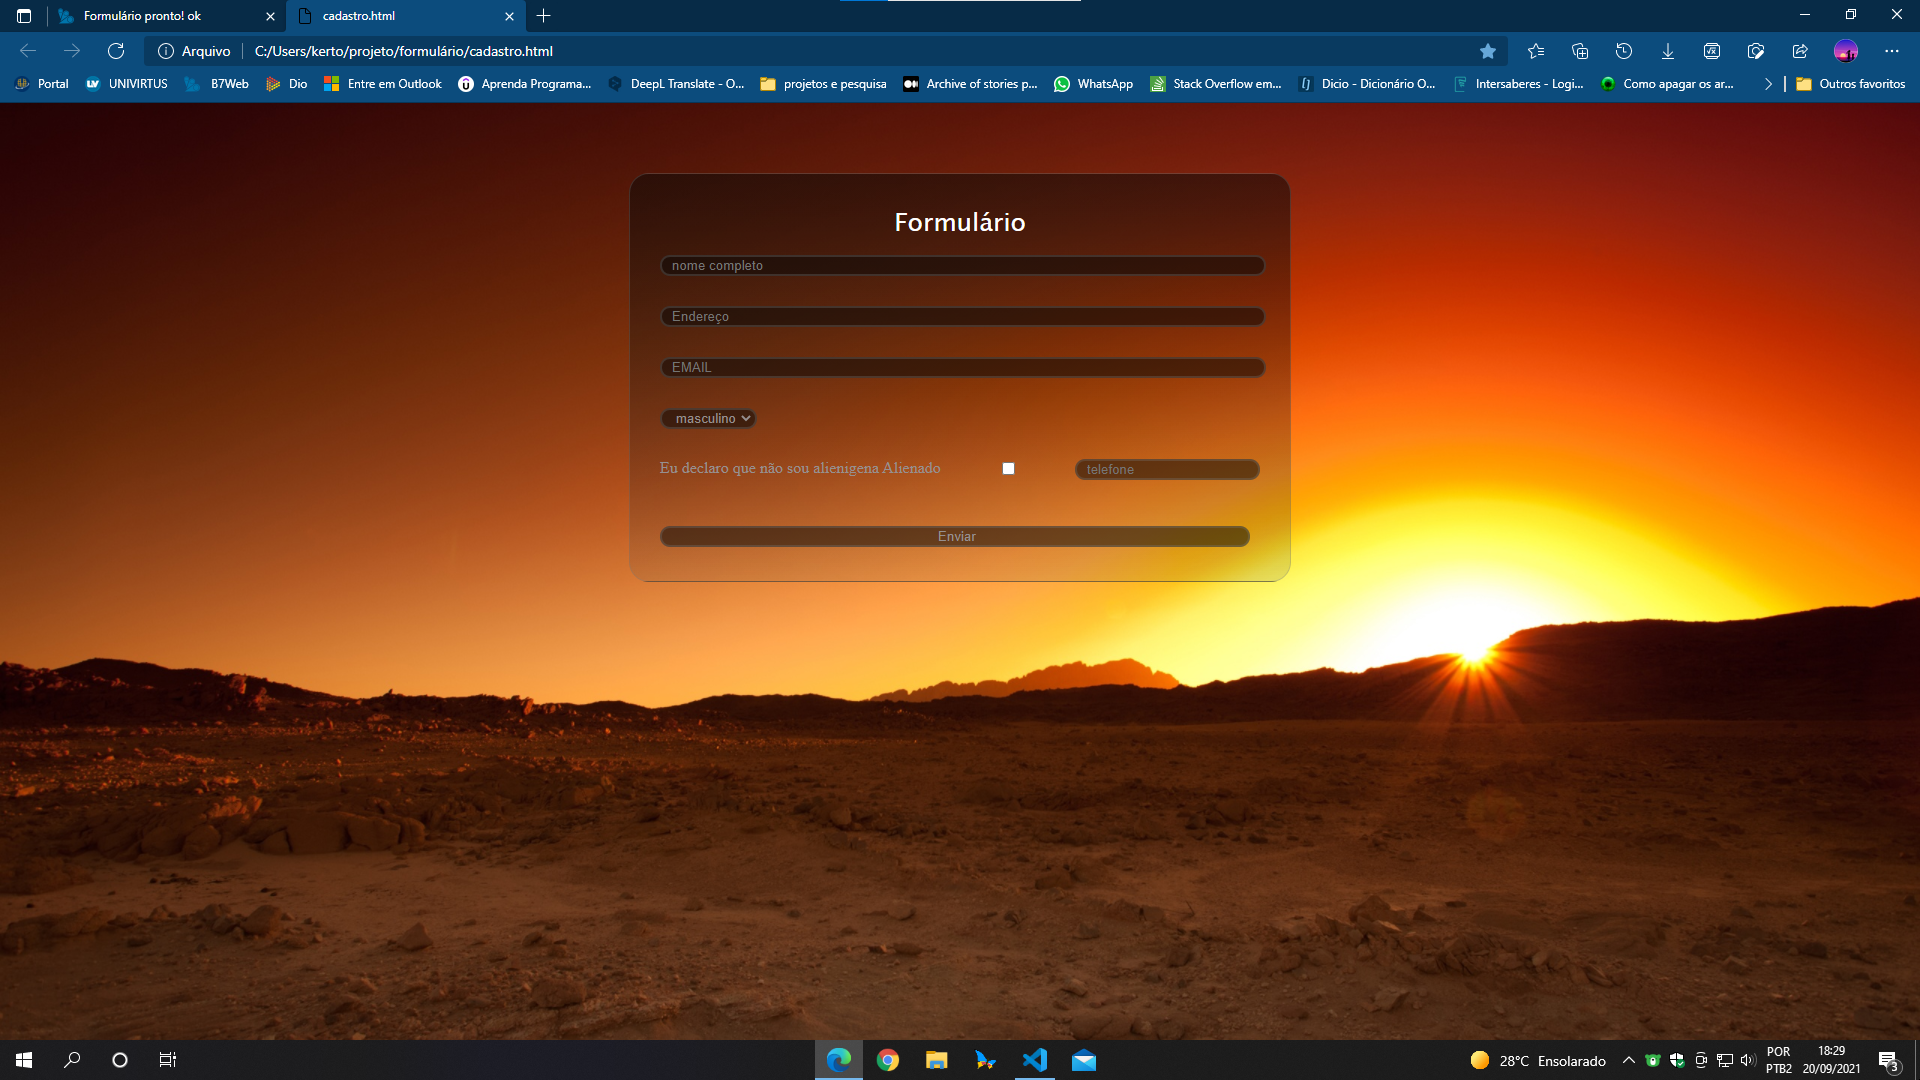 Formulário pronto! ok
cadastro.html
Arquivo
C:/Users/kerto/projeto/formulário/cadastro.html
Portal
UNIVIRTUS
B7Web
Dio
Entre em Outlook
Aprenda Programa...
DeepL Translate - O...
projetos e pesquisa
Archive of stories p...
WhatsApp
Stack Overflow em...
Dicio - Dicionário O...
Intersaberes - Logi...
Como apagar os ar...
Outros favoritos
Formulário
nome completo
Endereço
EMAIL
masculino
Eu declaro que não sou alienigena Alienado
telefone
Enviar
28°C Ensolarado
POR
PTB2
18:29
20/09/2021
3